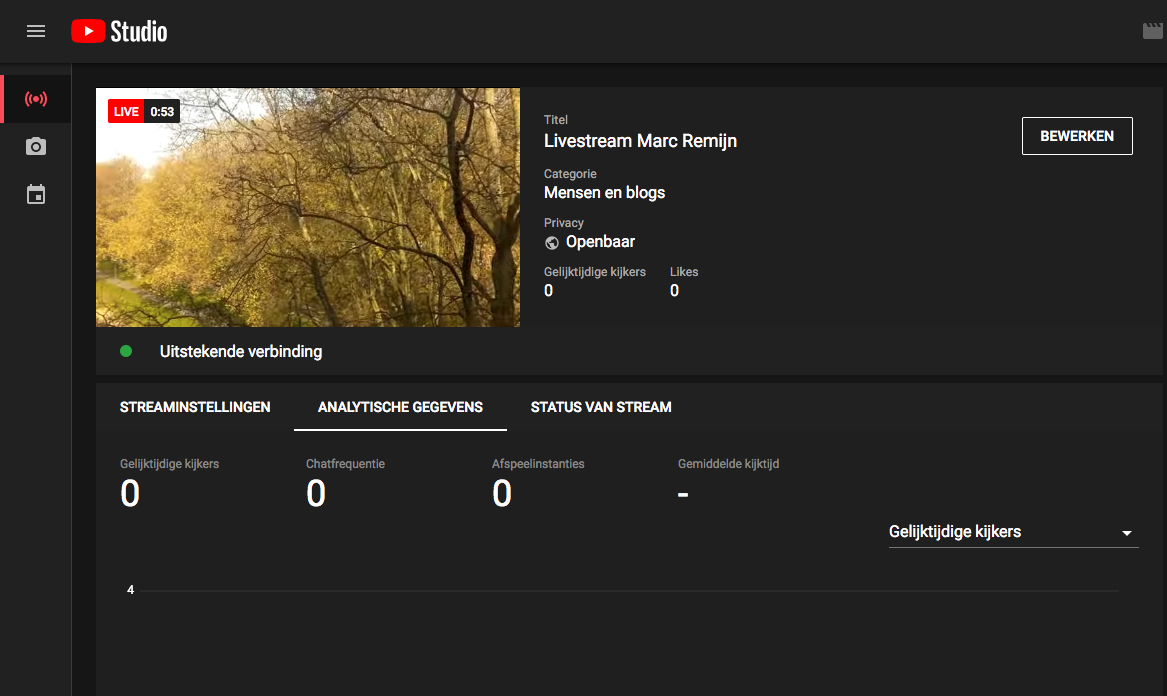 Studio
LIVE 0:53
Titel
Livestream Marc Remijn
BEWERKEN
Categorie
Mensen en blogs
Privacy
Openbaar
Gelijktijdige kijkers Likes
0 0
Uitstekende verbinding
STREAMINSTELLINGEN ANALYTISCHE GEGEVENS STATUS VAN STREAM
Gelijktijdige kijkers Chatfrequentie Afspeelinstanties Gemiddelde kijktijd
0 0 0 -
Gelijktijdige kijkers
4